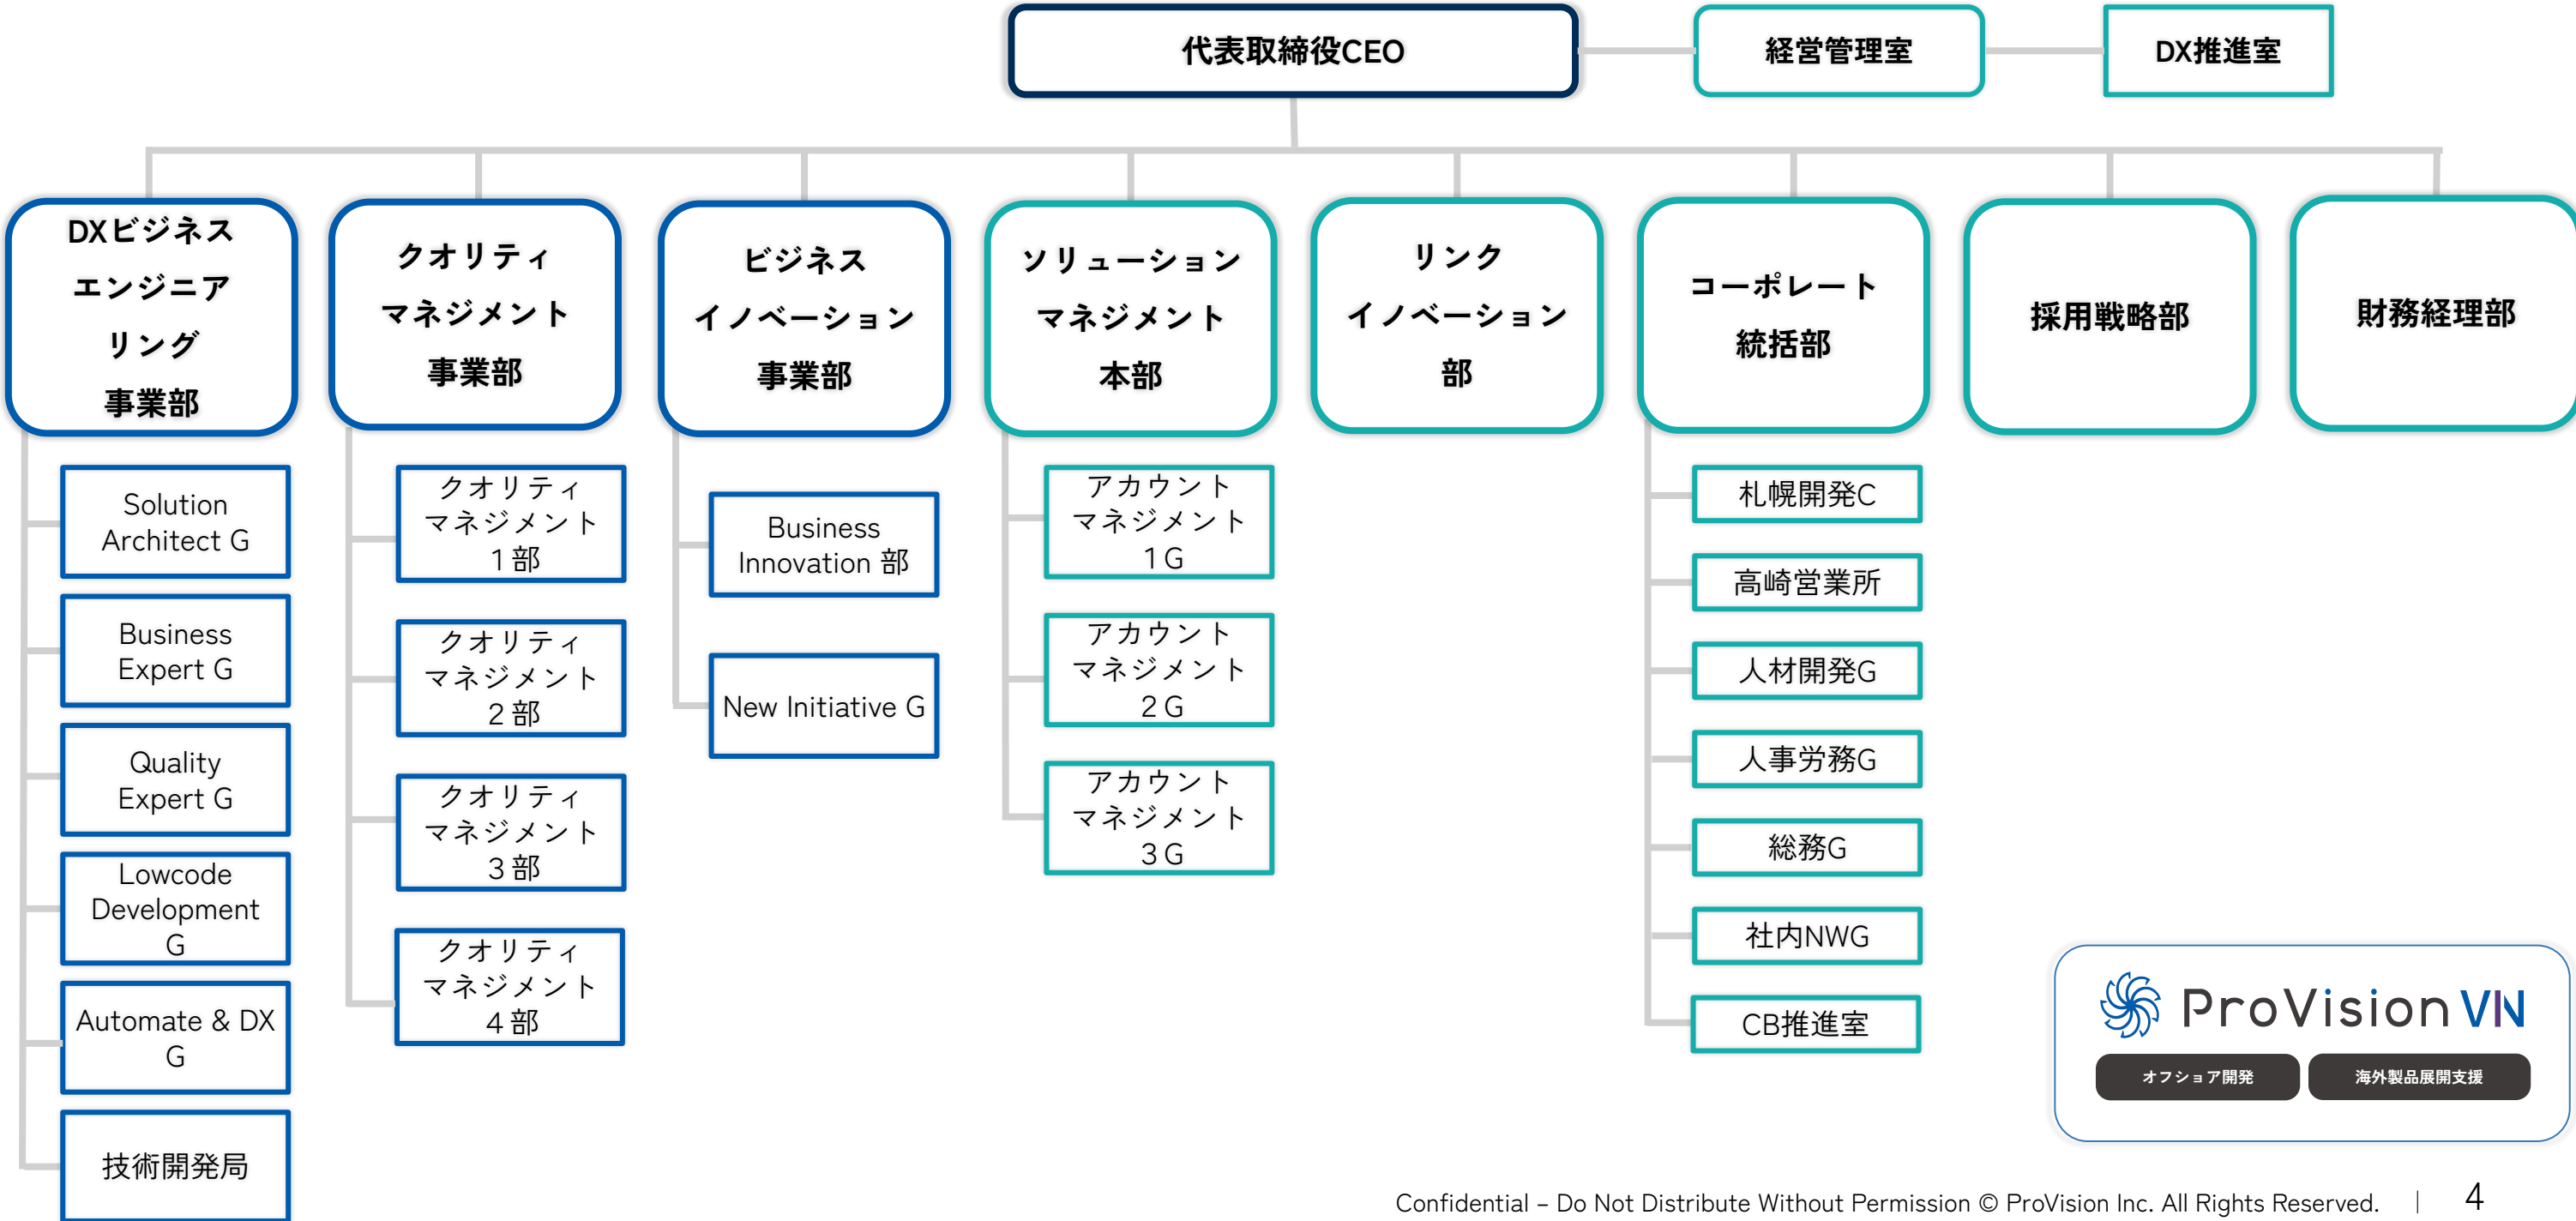 代表取締役CEO
経営管理室
DX推進室
DXビジネス
エンジニア
リング
事業部
クオリティ
マネジメント
事業部
ビジネス
イノベーション
事業部
ソリューション
マネジメント
本部
リンク
イノベーション
部
コーポレート
統括部
採用戦略部
財務経理部
Solution
Architect G
Business
Expert G
Quality
Expert G
Lowcode
Development
G
Automate & DX
G
技術開発局
クオリティ
マネジメント
１部
クオリティ
マネジメント
２部
クオリティ
マネジメント
３部
クオリティ
マネジメント
４部
Business
Innovation 部
New Initiative G
アカウント
マネジメント
１G
アカウント
マネジメント
２G
アカウント
マネジメント
３G
札幌開発C
高崎営業所
人材開発G
人事労務G
総務G
社内NWG
CB推進室
ProVision VN
オフショア開発
海外製品展開支援
Confidential – Do Not Distribute Without Permission © ProVision Inc. All Rights Reserved. | 4